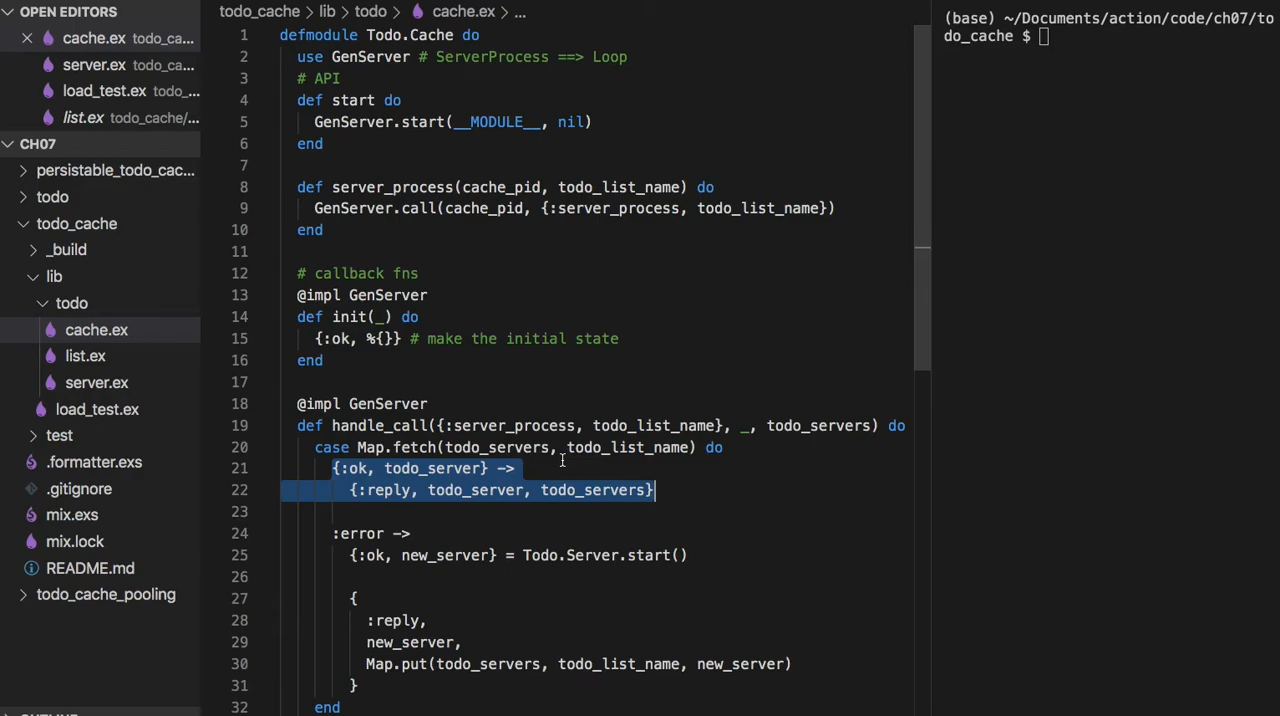 OPEN EDITORS
cache.ex todo_ca...
server.ex todo_ca...
load_test.ex todo_...
list.ex todo_cache/...
CH07
persistable_todo_cac...
todo
todo_cache
_build
lib
todo
cache.ex
list.ex
server.ex
load_test.ex
test
.formatter.exs
.gitignore
mix.exs
mix.lock
README.md
todo_cache_pooling
todo_cache > lib > todo > cache.ex > ...
1 defmodule Todo.Cache do
2 use GenServer # ServerProcess ==> Loop
3 # API
4 def start do
5 GenServer.start(__MODULE__, nil)
6 end
7
8 def server_process(cache_pid, todo_list_name) do
9 GenServer.call(cache_pid, {:server_process, todo_list_name})
10 end
11
12 # callback fns
13 @impl GenServer
14 def init(_) do
15 {:ok, %{}} # make the initial state
16 end
17
18 @impl GenServer
19 def handle_call({:server_process, todo_list_name}, _, todo_servers) do
20 case Map.fetch(todo_servers, todo_list_name) do
21 {:ok, todo_server} ->
22 {:reply, todo_server, todo_servers}
23
24 :error ->
25 {:ok, new_server} = Todo.Server.start()
26
27 {
28 :reply,
29 new_server,
30 Map.put(todo_servers, todo_list_name, new_server)
31 }
32 end
(base) ~/Documents/action/code/ch07/to
do_cache $